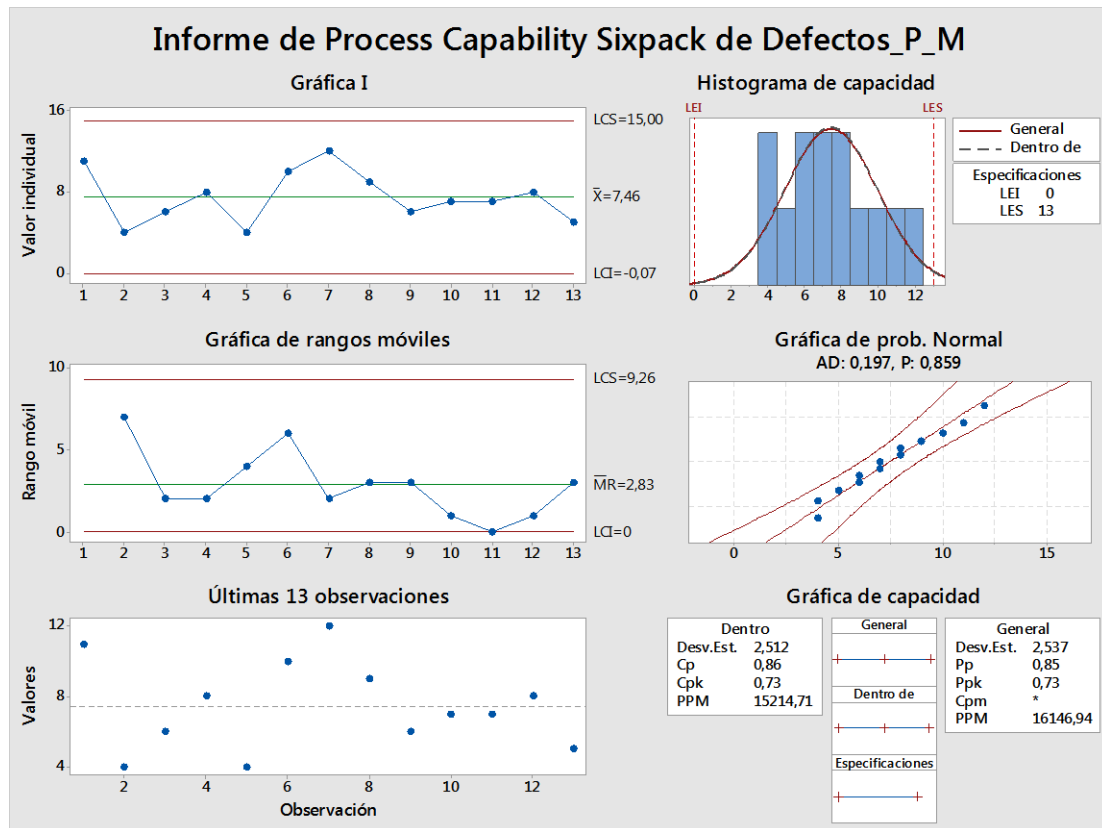 Informe de Process Capability Sixpack de Defectos_P_M
Gráfica I
Valor individual
16
8
0
LCS=15,00
X̄=7,46
LCI=-0,07
1 2 3 4 5 6 7 8 9 10 11 12 13
Histograma de capacidad
LEI LES
0 2 4 6 8 10 12
General
Dentro de
Especificaciones
LEI 0
LES 13
Gráfica de rangos móviles
Rango móvil
10
5
0
LCS=9,26
M̄R̄=2,83
LCI=0
1 2 3 4 5 6 7 8 9 10 11 12 13
Gráfica de prob. Normal
AD: 0,197, P: 0,859
0 5 10 15
Últimas 13 observaciones
Valores
12
8
4
2 4 6 8 10 12
Observación
Gráfica de capacidad
Dentro
Desv.Est. 2,512
Cp 0,86
Cpk 0,73
PPM 15214,71
General
Dentro de
Especificaciones
General
Desv.Est. 2,537
Pp 0,85
Ppk 0,73
Cpm *
PPM 16146,94